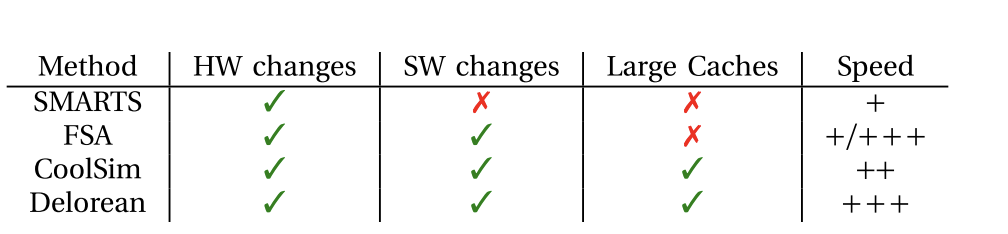 Method HW changes SW changes Large Caches Speed
SMARTS ✓ ✗ ✗ +
FSA ✓ ✓ ✗ +/+++
CoolSim ✓ ✓ ✓ ++
Delorean ✓ ✓ ✓ +++